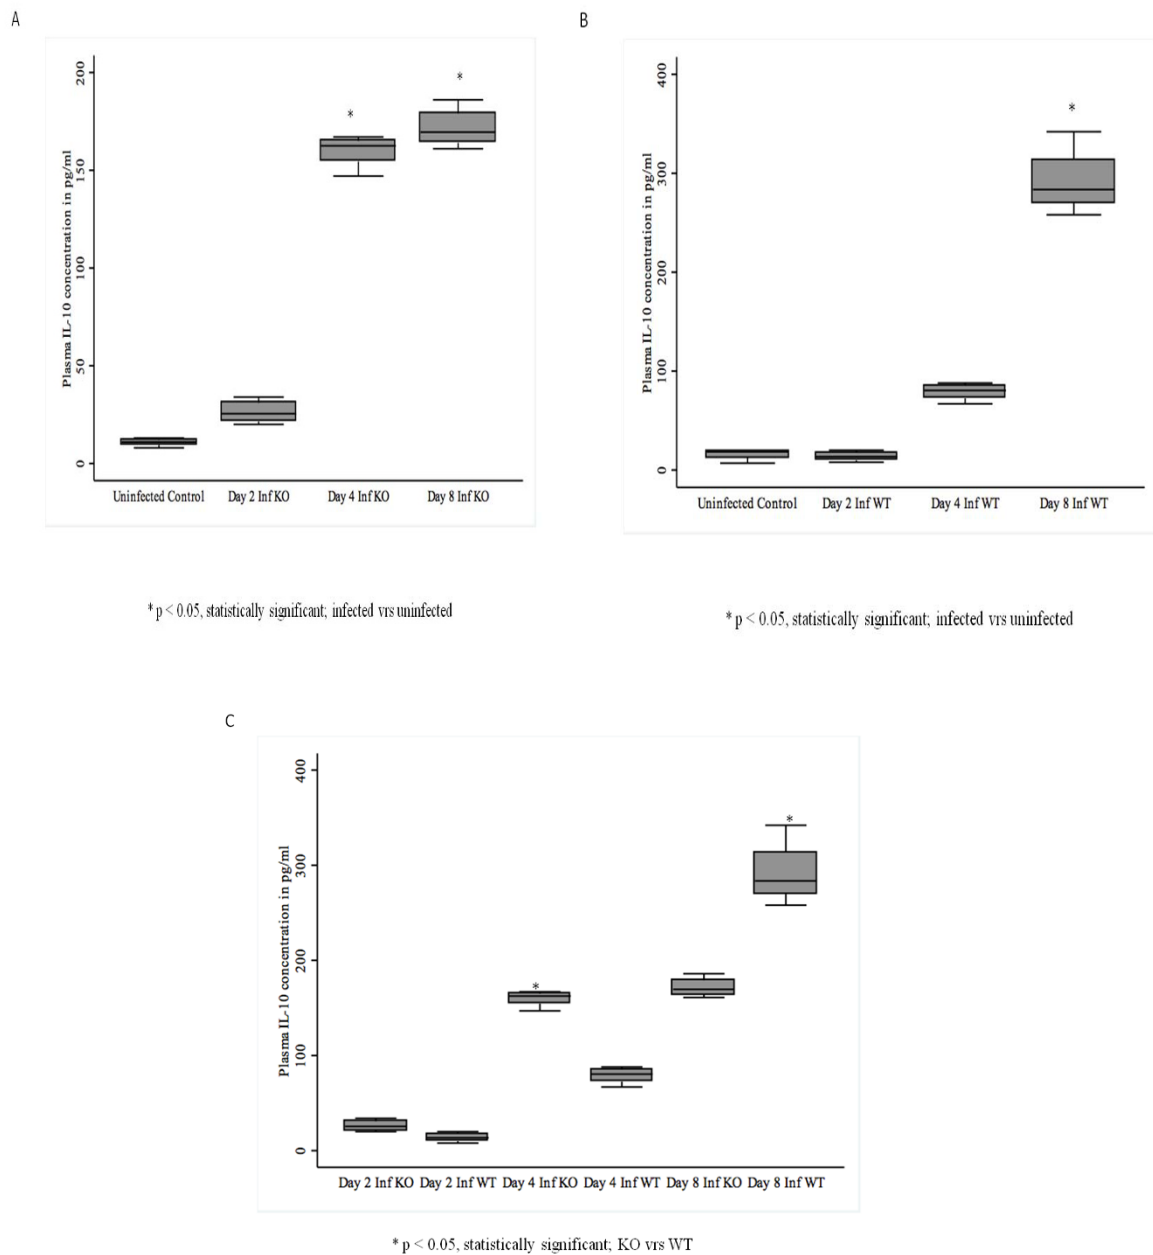 A
B
Plasma IL-10 concentration in pg/ml
200
150
100
50
0
*
*
Uninfected Control Day 2 Inf KO Day 4 Inf KO Day 8 Inf KO
Plasma IL-10 concentration in pg/ml
400
300
200
100
0
*
Uninfected Control Day 2 Inf WT Day 4 Inf WT Day 8 Inf WT
* p < 0.05, statistically significant; infected vrs uninfected
* p < 0.05, statistically significant; infected vrs uninfected
C
Plasma IL-10 concentration in pg/ml
400
300
200
100
0
*
*
Day 2 Inf KO Day 2 Inf WT Day 4 Inf KO Day 4 Inf WT Day 8 Inf KO Day 8 Inf WT
* p < 0.05, statistically significant; KO vrs WT